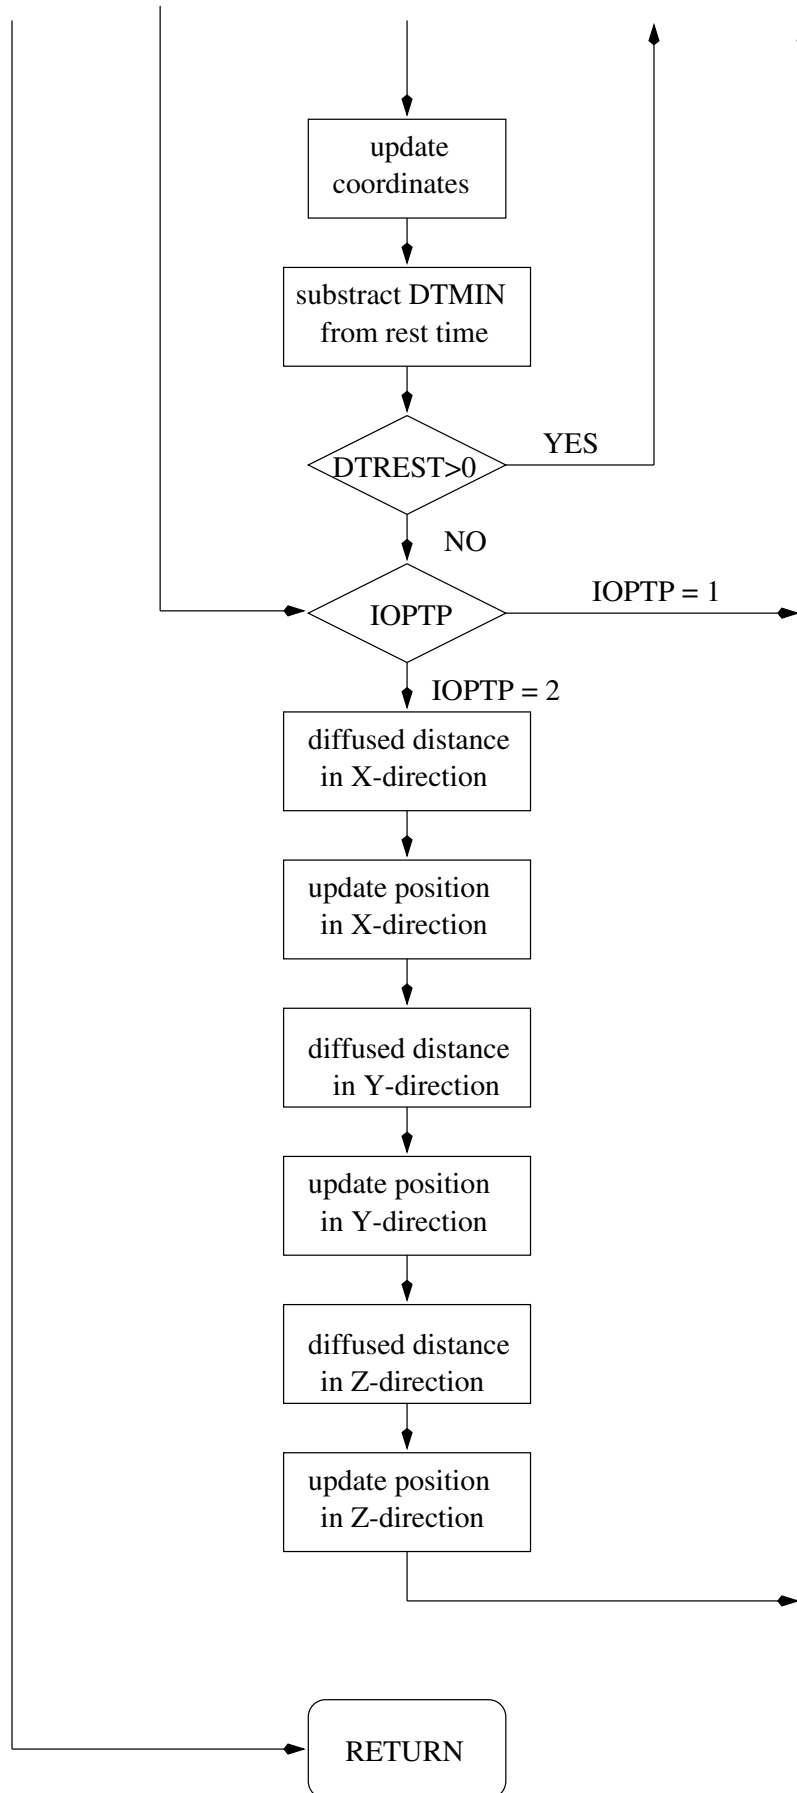 update
coordinates
substract DTMIN
from rest time
YES
DTREST>0
NO
IOPTP = 1
IOPTP
IOPTP = 2
diffused distance
in X-direction
update position
in X-direction
diffused distance
in Y-direction
update position
in Y-direction
diffused distance
in Z-direction
update position
in Z-direction
RETURN